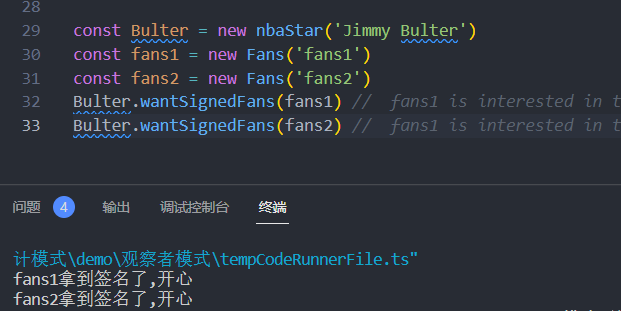 28
29 const Bulter = new nbaStar('Jimmy Bulter')
30 const fans1 = new Fans('fans1')
31 const fans2 = new Fans('fans2')
32 Bulter.wantSignedFans(fans1) //  fans1 is interested in t
33 Bulter.wantSignedFans(fans2) //  fans1 is interested in t
问题 4 输出 调试控制台 终端
计模式\demo\观察者模式\tempCodeRunnerFile.ts"
fans1拿到签名了,开心
fans2拿到签名了,开心